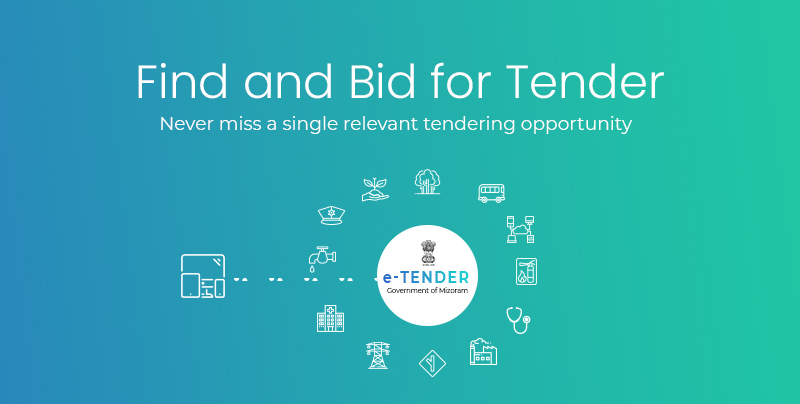 Find and Bid for Tender
Never miss a single relevant tendering opportunity
e-TENDER
Government of Mizoram